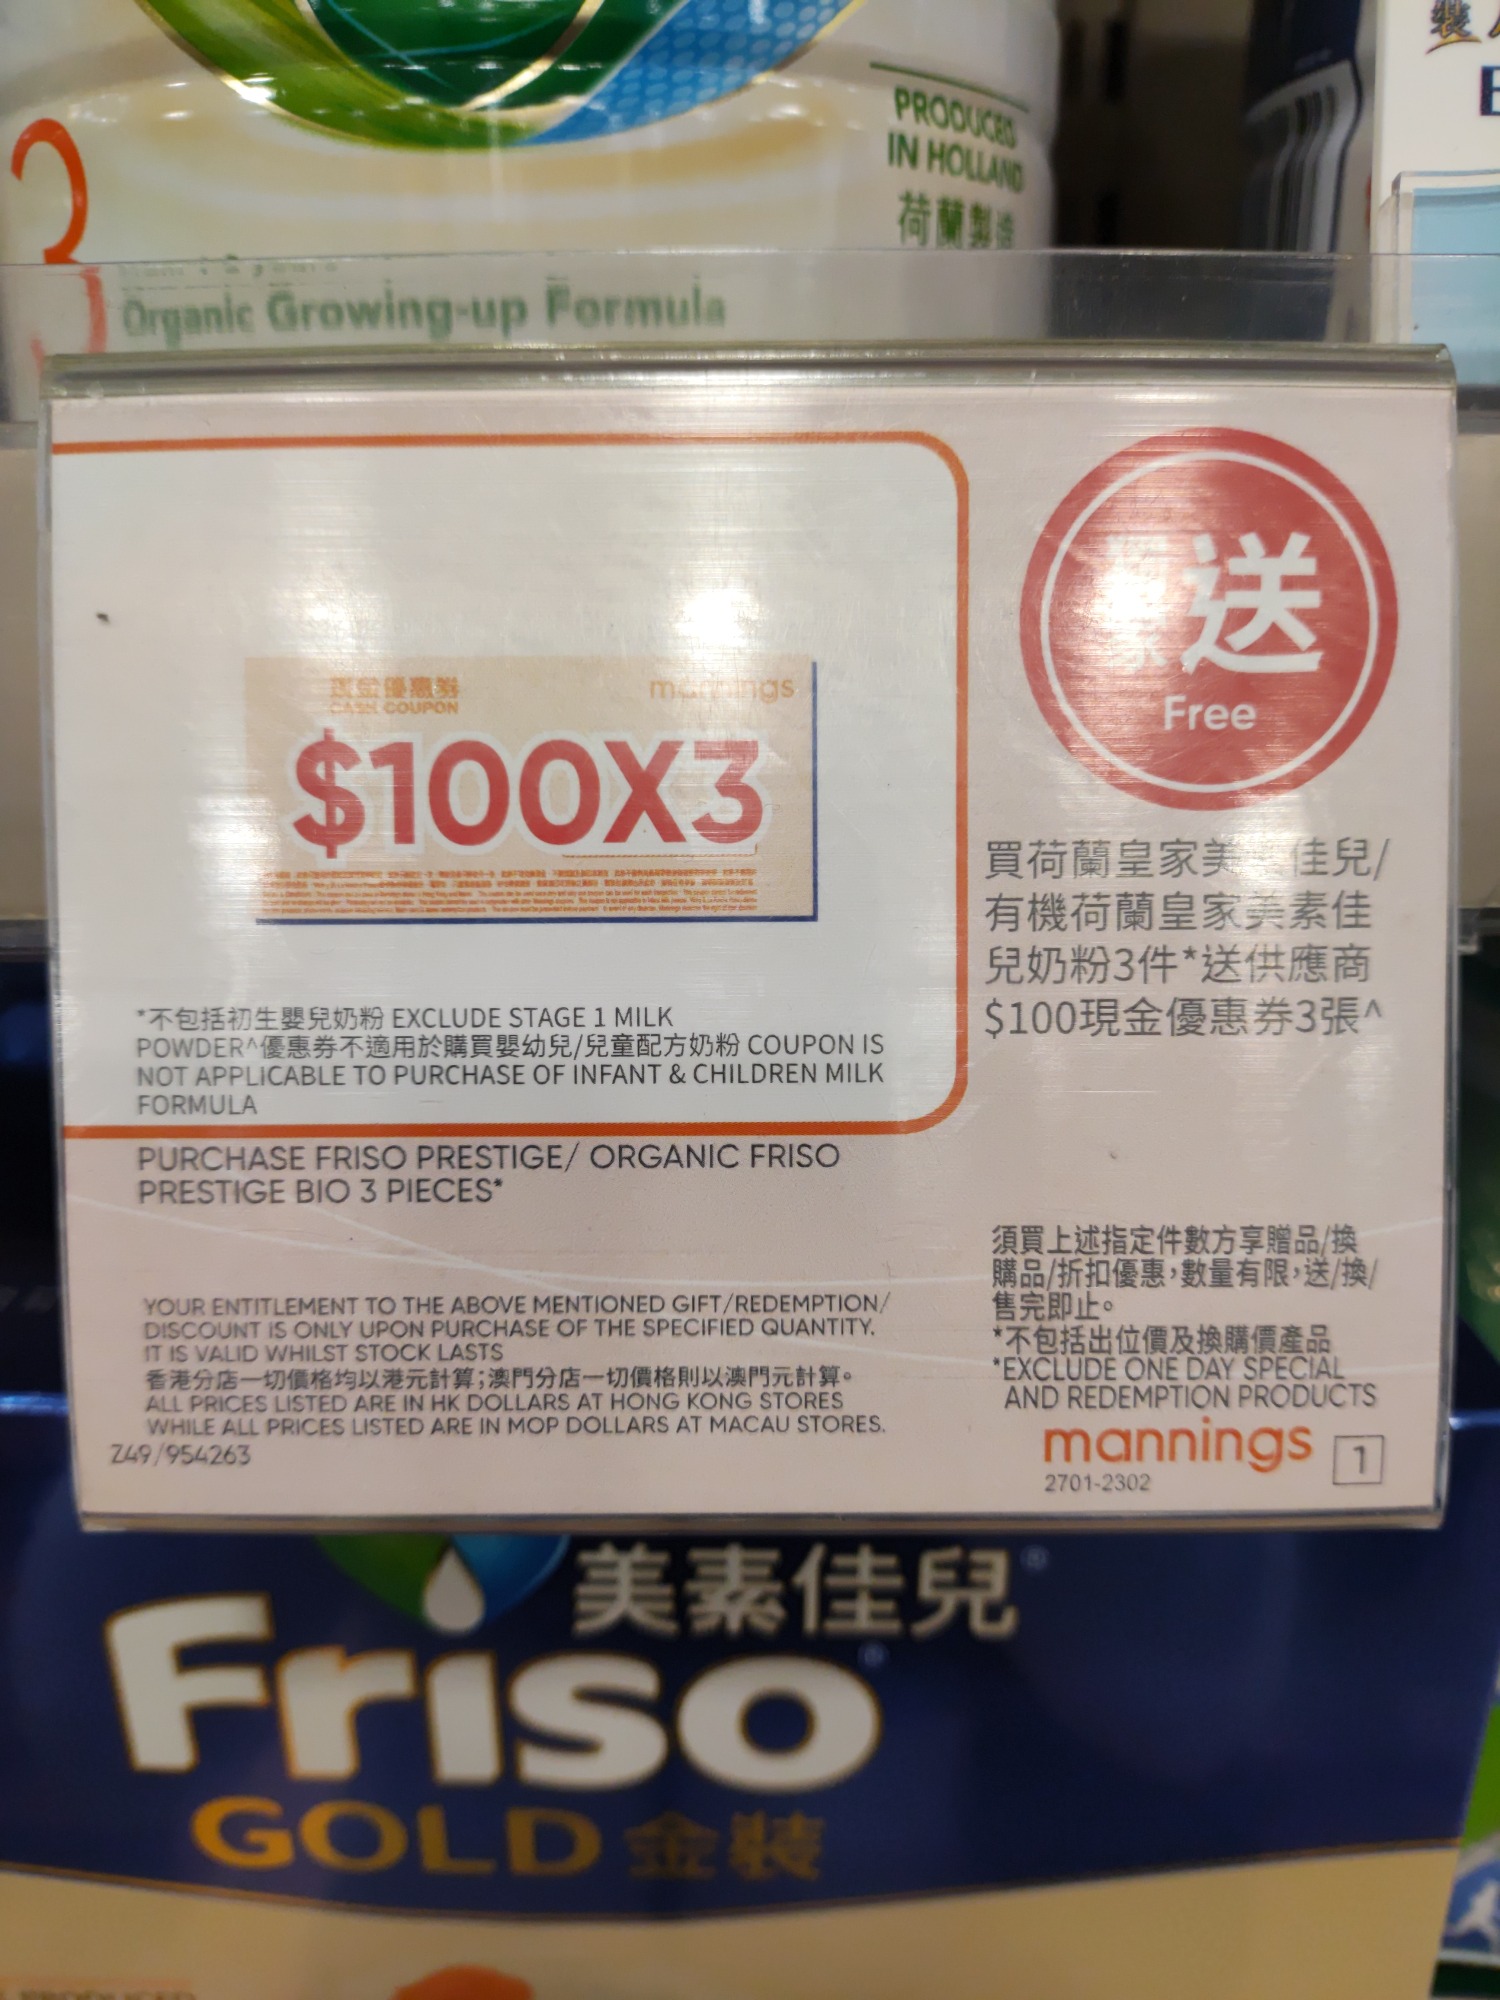 PRODUCED
IN HOLLAND
荷蘭製造
3
Organic Growing-up Formula
送
Free
現金優惠券
CASH COUPON
mannings
$100X3
買荷蘭皇家美素佳兒/
有機荷蘭皇家美素佳
兒奶粉3件*送供應商
$100現金優惠券3張^
*不包括初生嬰兒奶粉 EXCLUDE STAGE 1 MILK
POWDER^優惠券不適用於購買嬰幼兒/兒童配方奶粉 COUPON IS
NOT APPLICABLE TO PURCHASE OF INFANT & CHILDREN MILK
FORMULA
PURCHASE FRISO PRESTIGE/ ORGANIC FRISO
PRESTIGE BIO 3 PIECES*
須買上述指定件數方享贈品/換
購品/折扣優惠,數量有限,送/換/
售完即止。
*不包括出位價及換購價產品
*EXCLUDE ONE DAY SPECIAL
AND REDEMPTION PRODUCTS
YOUR ENTITLEMENT TO THE ABOVE MENTIONED GIFT/REDEMPTION/
DISCOUNT IS ONLY UPON PURCHASE OF THE SPECIFIED QUANTITY.
IT IS VALID WHILST STOCK LASTS
香港分店一切價格均以港元計算;澳門分店一切價格則以澳門元計算。
ALL PRICES LISTED ARE IN HK DOLLARS AT HONG KONG STORES
WHILE ALL PRICES LISTED ARE IN MOP DOLLARS AT MACAU STORES.
Z49/954263
mannings
1
2701-2302
美素佳兒®
Friso®
GOLD 金裝